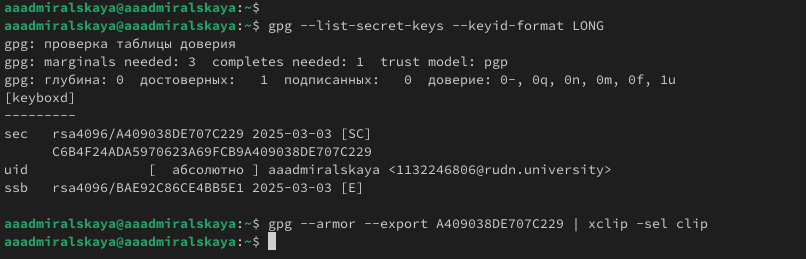 aaadmiralskaya@aaadmiralskaya:~$
aaadmiralskaya@aaadmiralskaya:~$ gpg --list-secret-keys --keyid-format LONG
gpg: проверка таблицы доверия
gpg: marginals needed: 3  completes needed: 1  trust model: pgp
gpg: глубина: 0  достоверных:   1  подписанных:   0  доверие: 0-, 0q, 0n, 0m, 0f, 1u
[keyboxd]
---------
sec   rsa4096/A409038DE707C229 2025-03-03 [SC]
      C6B4F24ADA5970623A69FCB9A409038DE707C229
uid               [  абсолютно ] aaadmiralskaya <1132246806@rudn.university>
ssb   rsa4096/BAE92C86CE4BB5E1 2025-03-03 [E]

aaadmiralskaya@aaadmiralskaya:~$ gpg --armor --export A409038DE707C229 | xclip -sel clip
aaadmiralskaya@aaadmiralskaya:~$